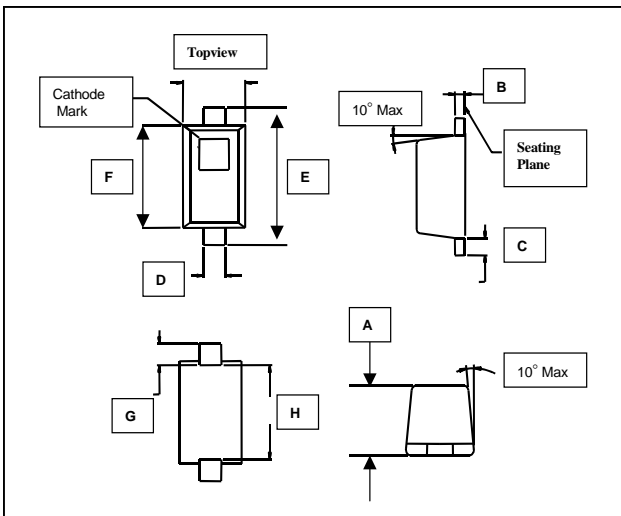 Topview
Cathode
Mark
10° Max
B
Seating
Plane
F
E
C
D
A
10° Max
G
H